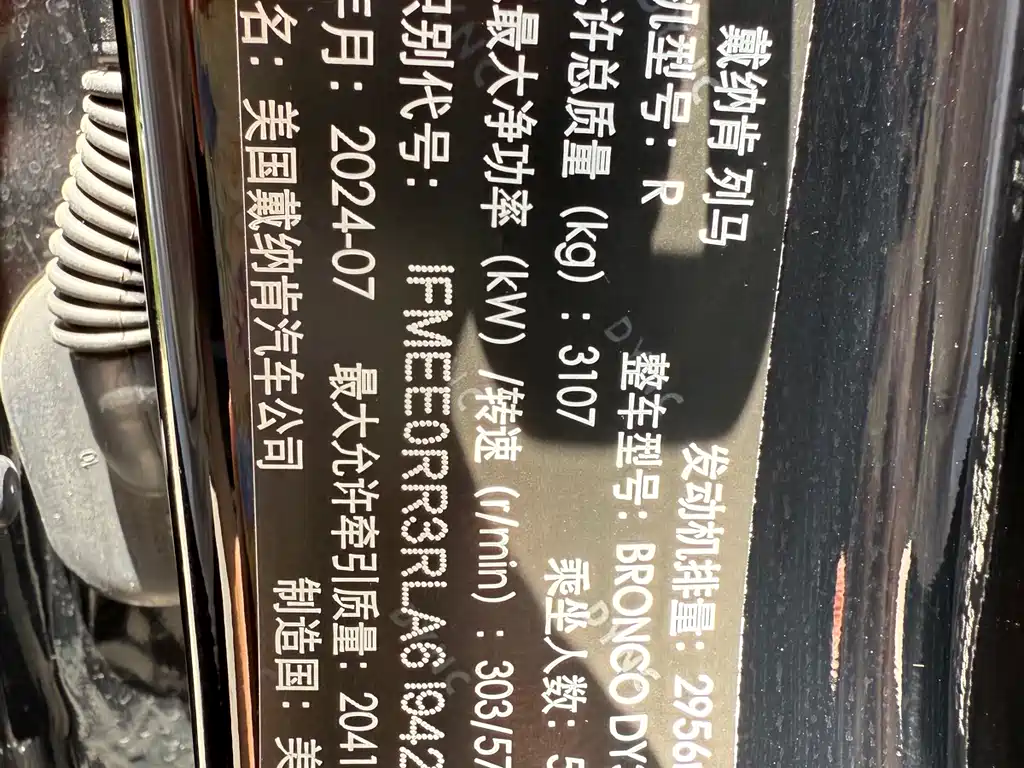 戴纳肯 列号 发动机排量: 2956
机型号: R 整车型号: BRONCO DY
许总质量 (kg) : 3107 乘坐人数: 5
最大净功率 (kW) /转速 (r/min) : 303/57
识别代号: 1FMEE0RR3RLA61942
年月: 2024-07 最大允许牵引质量: 2041
名: 美国戴纳肯汽车公司 制造国: 美